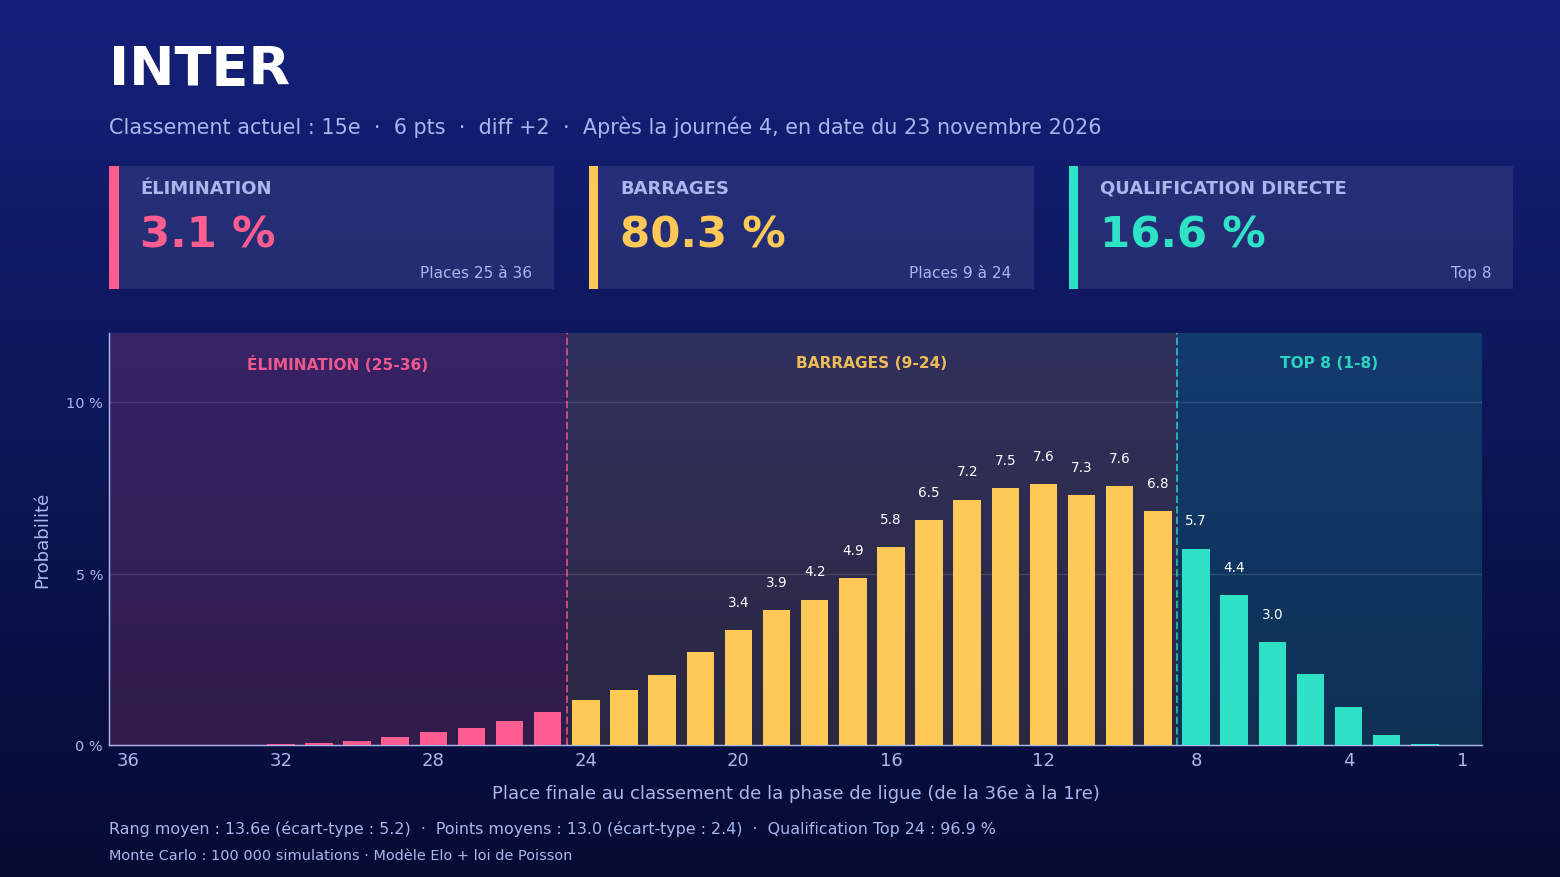 INTER
Classement actuel : 15e · 6 pts · diff +2 · Après la journée 4, en date du 23 novembre 2026
ÉLIMINATION
3.1 %
Places 25 à 36
BARRAGES
80.3 %
Places 9 à 24
QUALIFICATION DIRECTE
16.6 %
Top 8
ÉLIMINATION (25-36)
BARRAGES (9-24)
TOP 8 (1-8)
10 %
5 %
0 %
Probabilité
3.4
3.9
4.2
4.9
5.8
6.5
7.2
7.5
7.6
7.3
7.6
6.8
5.7
4.4
3.0
36
32
28
24
20
16
12
8
4
1
Place finale au classement de la phase de ligue (de la 36e à la 1re)
Rang moyen : 13.6e (écart-type : 5.2) · Points moyens : 13.0 (écart-type : 2.4) · Qualification Top 24 : 96.9 %
Monte Carlo : 100 000 simulations · Modèle Elo + loi de Poisson